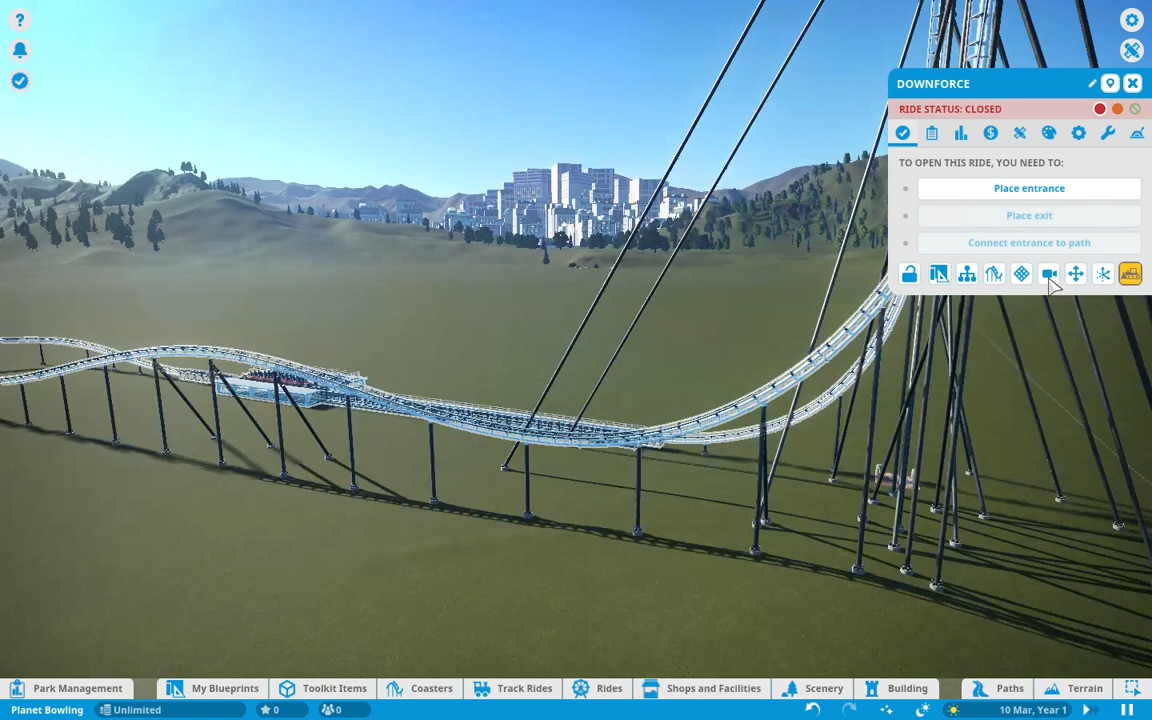 ?
DOWNFORCE
RIDE STATUS: CLOSED
TO OPEN THIS RIDE, YOU NEED TO:
Place entrance
Place exit
Connect entrance to path
Park Management
My Blueprints
Toolkit Items
Coasters
Track Rides
Rides
Shops and Facilities
Scenery
Building
Paths
Terrain
Planet Bowling
Unlimited
0
0
10 Mar, Year 1